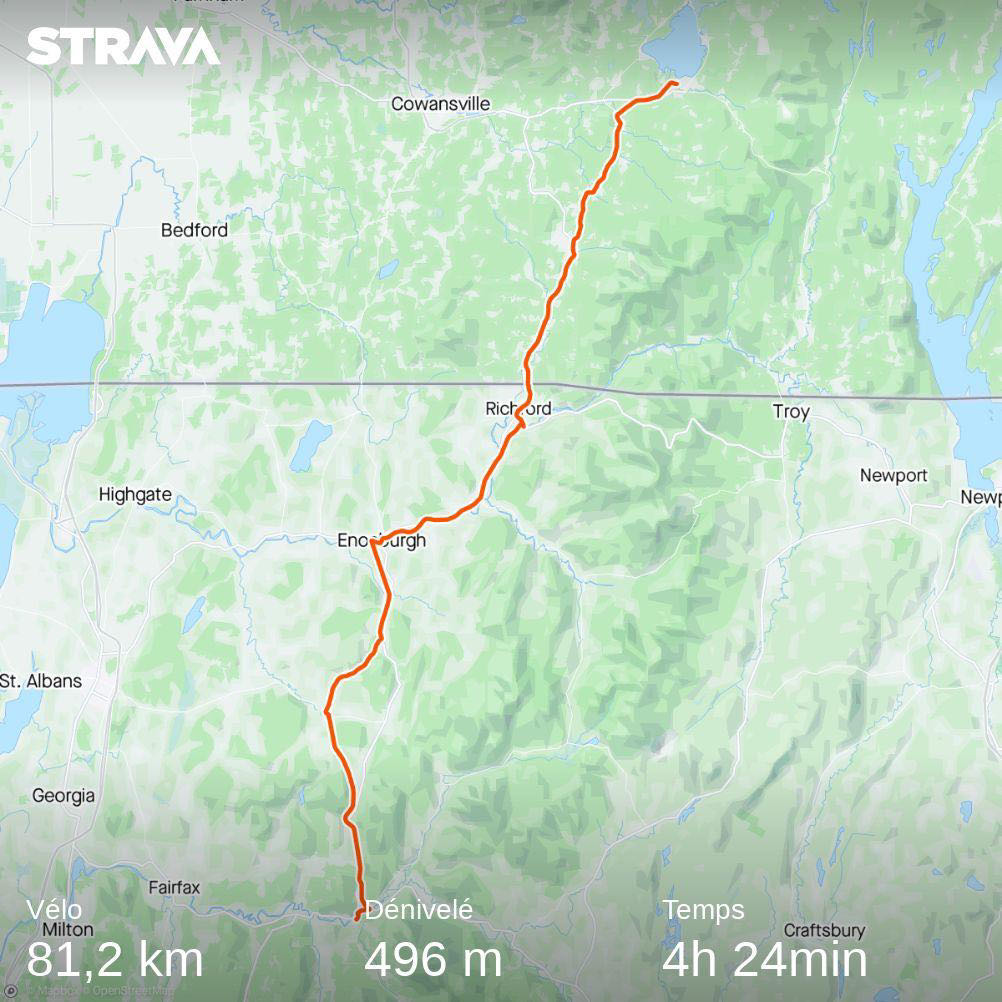 STRAVA
Cowansville
Bedford
Richford
Troy
Newport
Highgate
Enosburgh
St. Albans
Georgia
Fairfax
Milton
Craftsbury
Vélo
Dénivelé
Temps
81,2 km
496 m
4h 24min
© Mapbox © OpenStreetMap